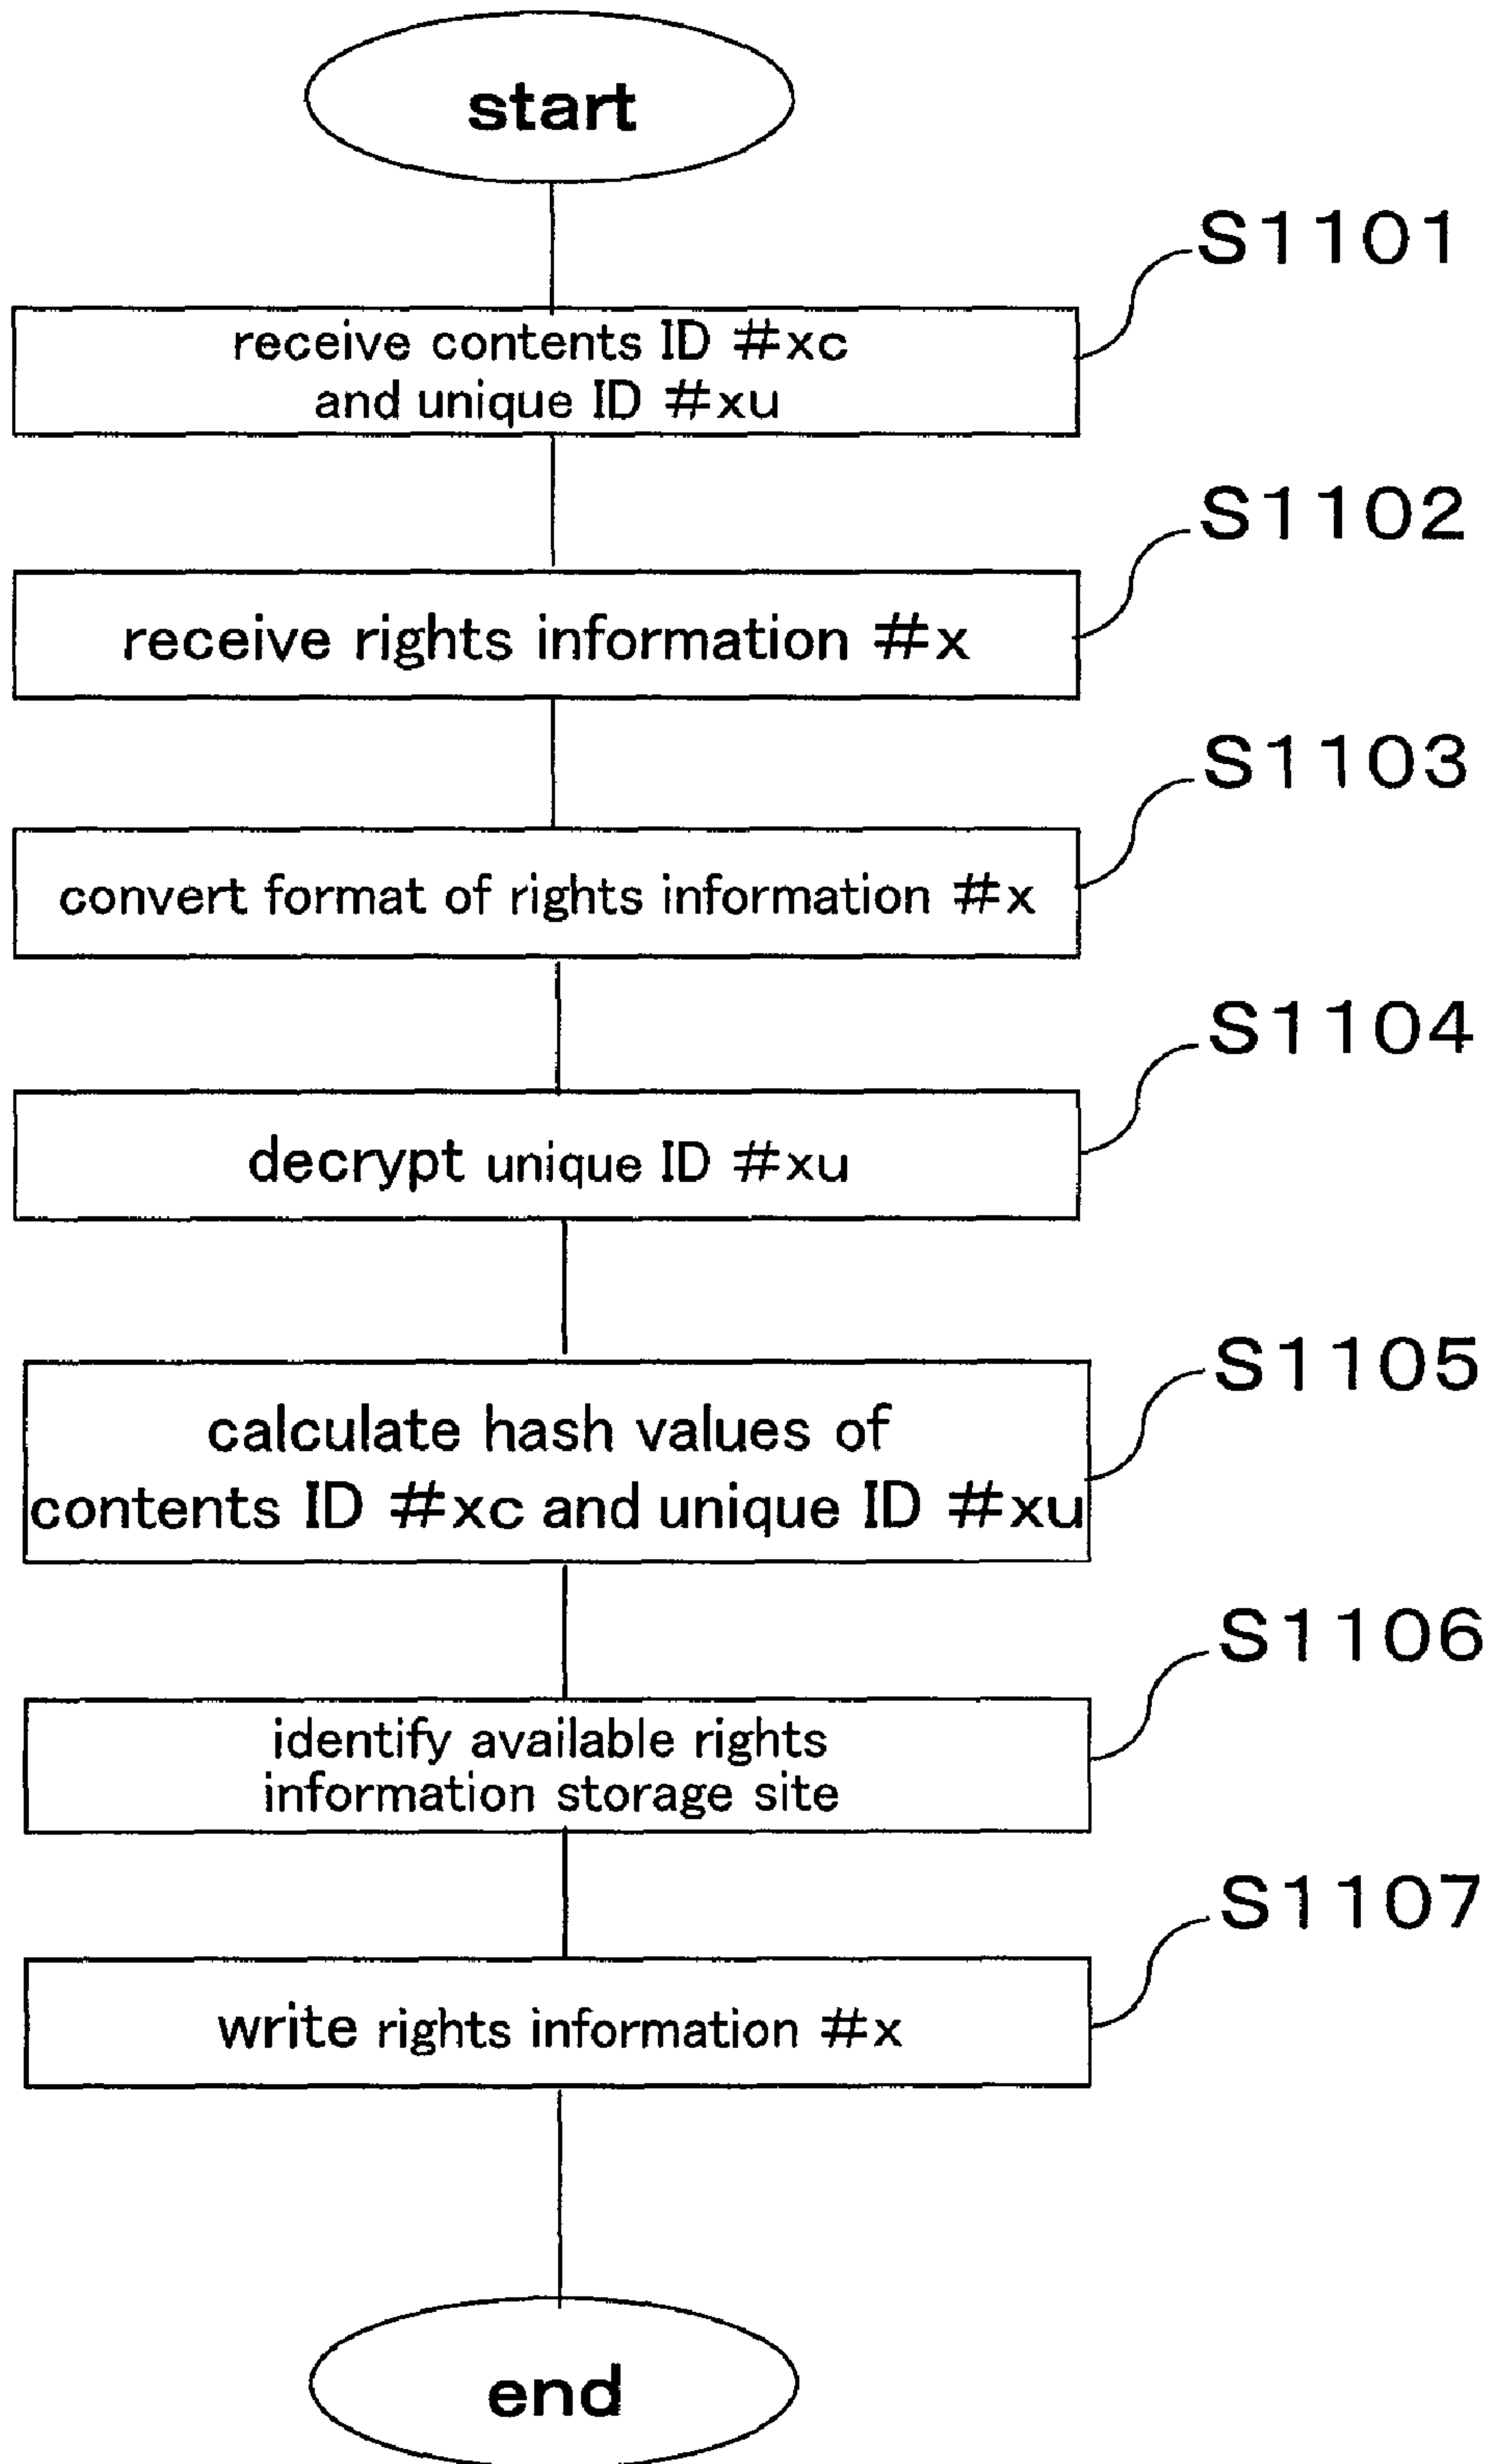 start
S1101
receive contents ID #xc
and unique ID #xu
S1102
receive rights information #x
S1103
convert format of rights information #x
S1104
decrypt unique ID #xu
S1105
calculate hash values of
contents ID #xc and unique ID #xu
S1106
identify available rights
information storage site
S1107
write rights information #x
end